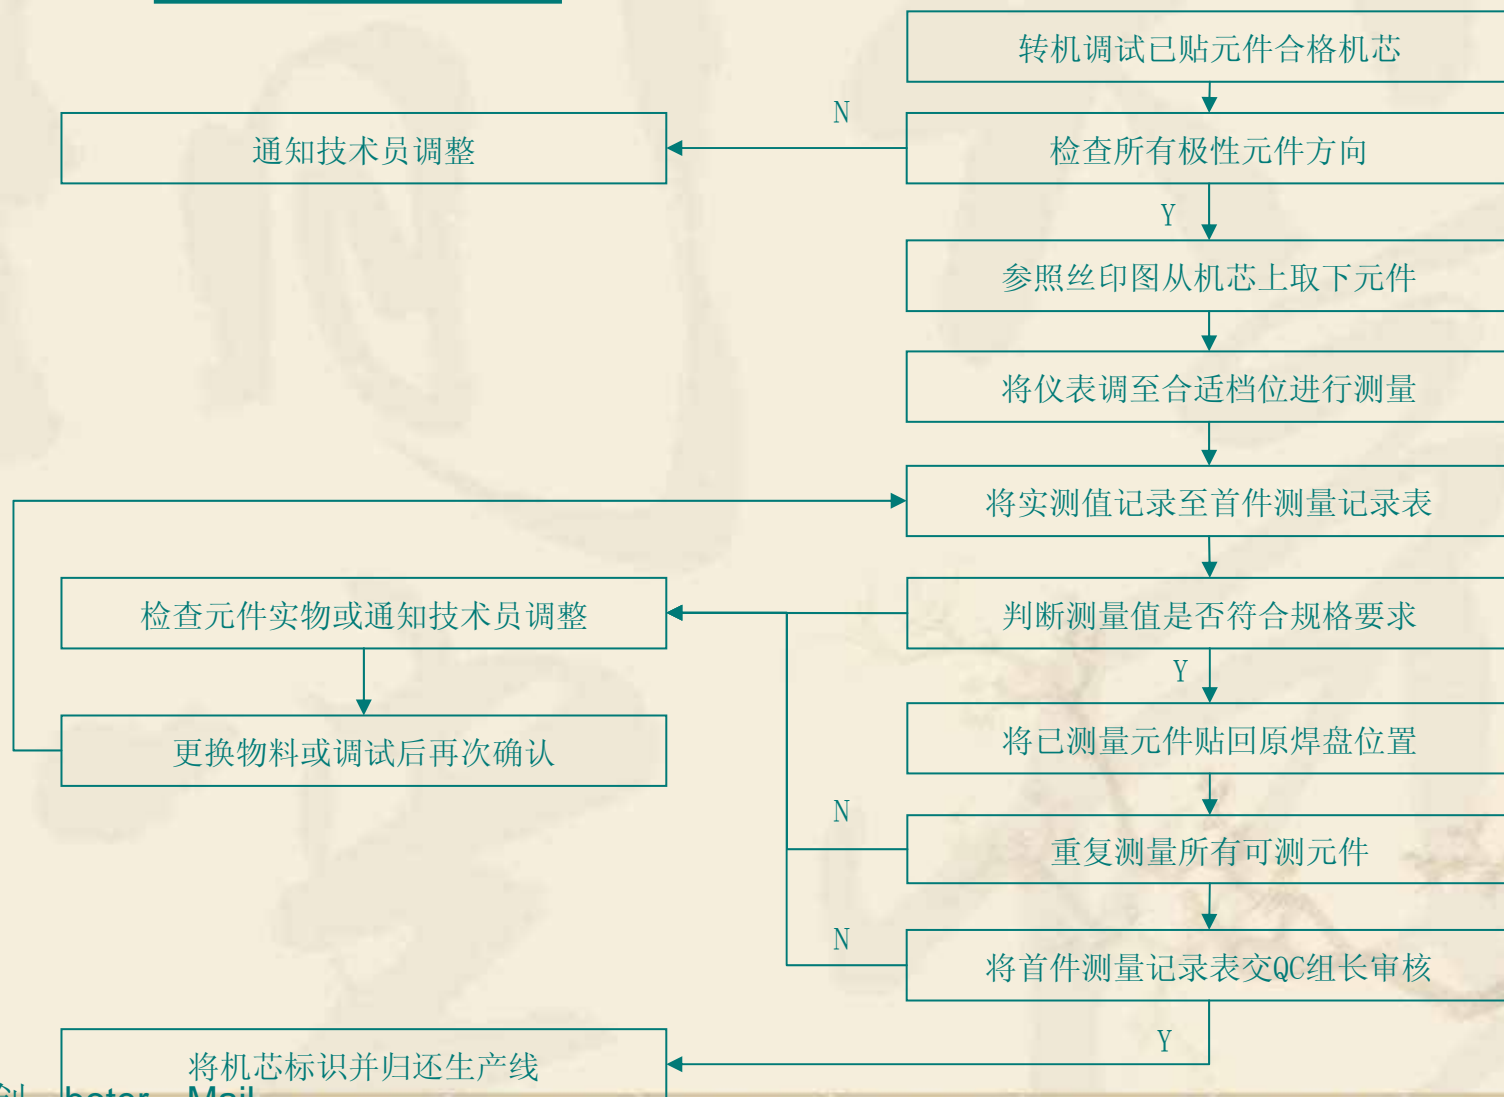 转机调试已贴元件合格机芯
N
通知技术员调整
检查所有极性元件方向
Y
参照丝印图从机芯上取下元件
将仪表调至合适档位进行测量
将实测值记录至首件测量记录表
检查元件实物或通知技术员调整
判断测量值是否符合规格要求
Y
更换物料或调试后再次确认
将已测量元件贴回原焊盘位置
N
重复测量所有可测元件
N
将首件测量记录表交QC组长审核
Y
将机芯标识并归还生产线